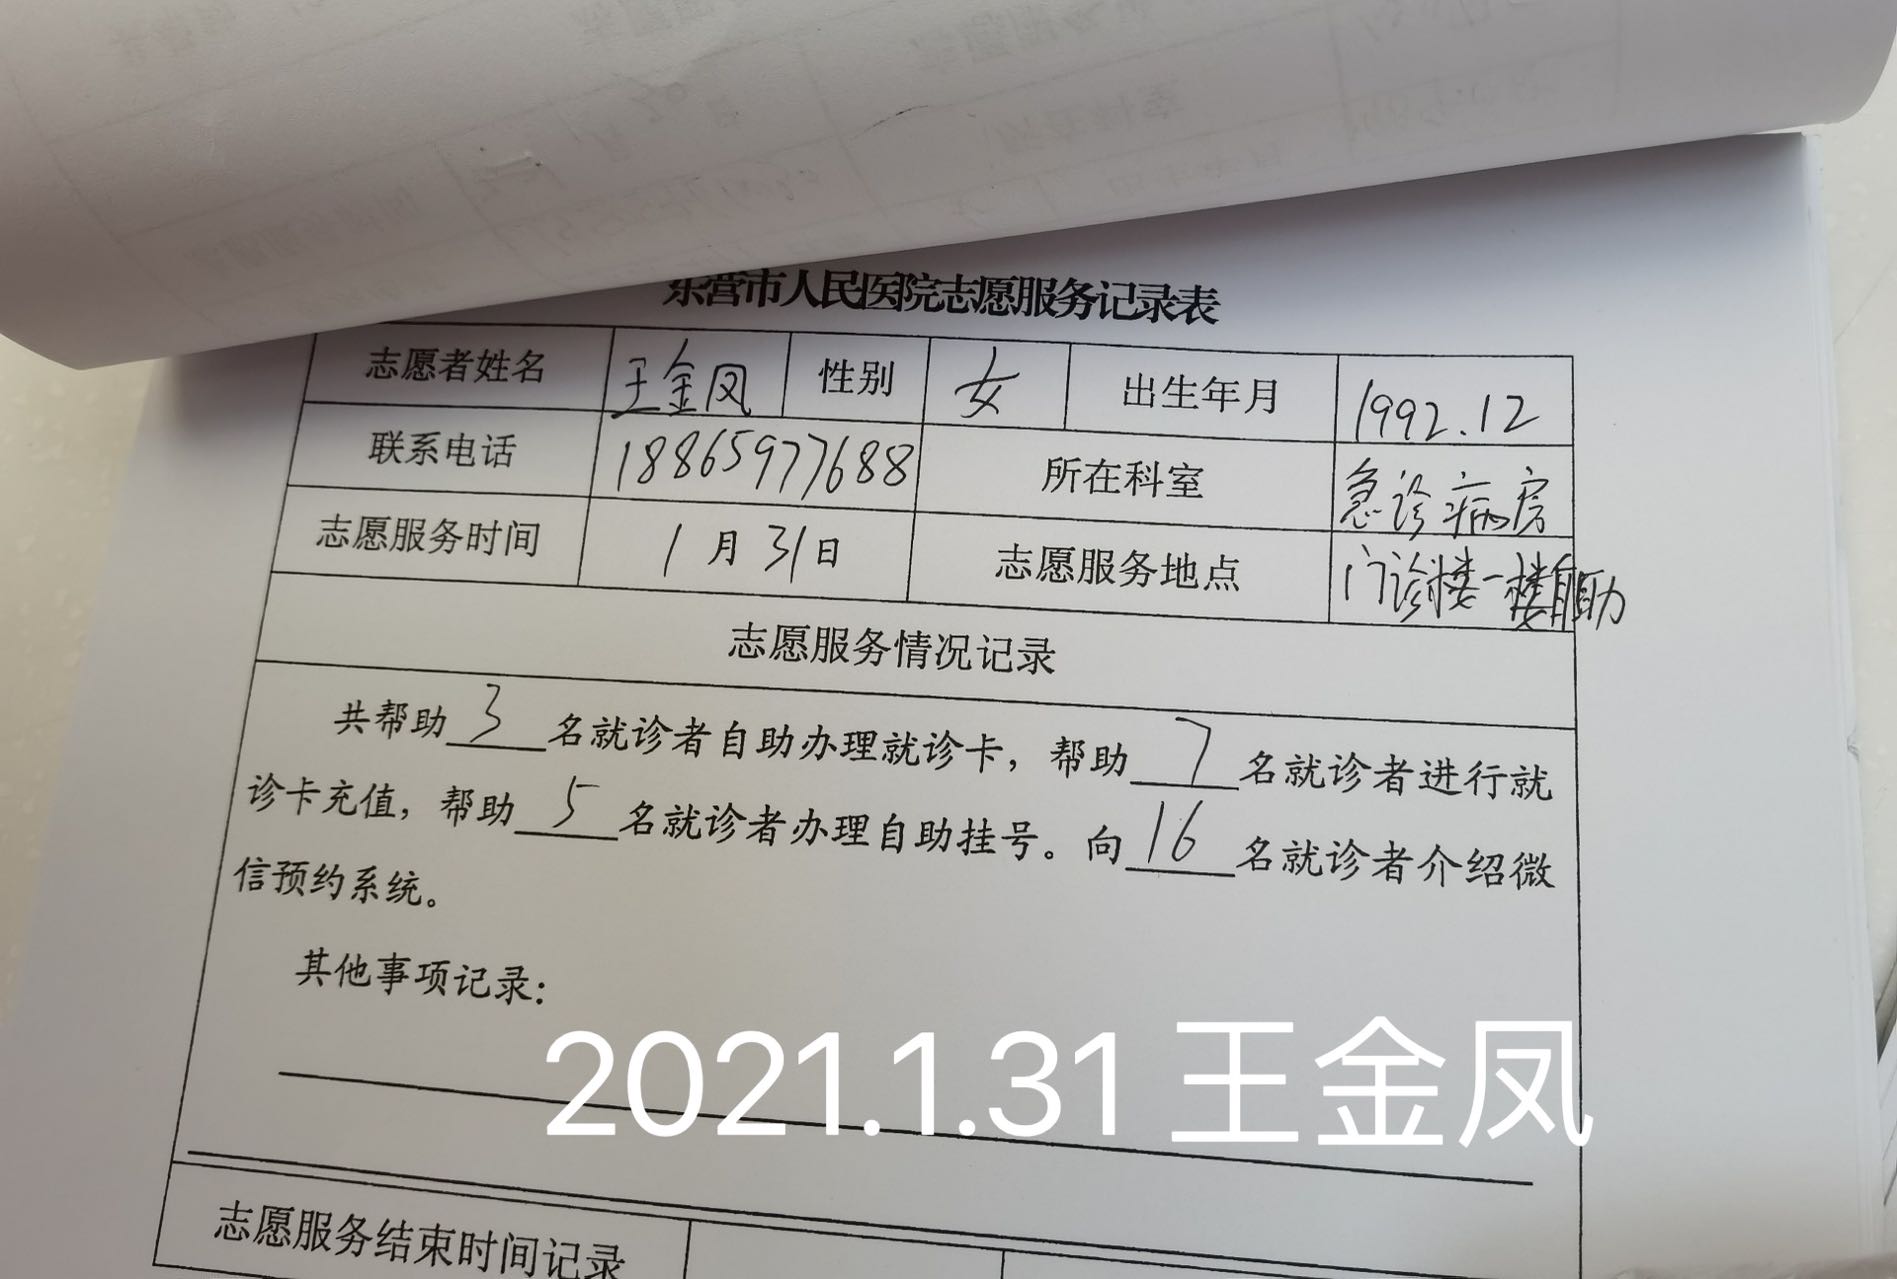 东营市人民医院志愿服务记录表
志愿者姓名 王金凤 性别 女 出生年月 1992.12
联系电话 18865977688 所在科室 急诊病房
志愿服务时间 1月31日 志愿服务地点 门诊楼一楼自助
志愿服务情况记录
共帮助 3 名就诊者自助办理就诊卡，帮助 7 名就诊者进行就
诊卡充值，帮助 5 名就诊者办理自助挂号。向 16 名就诊者介绍微
信预约系统。
其他事项记录：
2021.1.31 王金凤
志愿服务结束时间记录